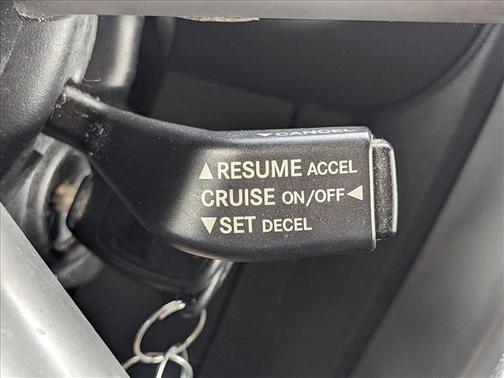 ▼CANCEL
▲RESUME ACCEL
CRUISE ON/OFF◀
▼SET DECEL